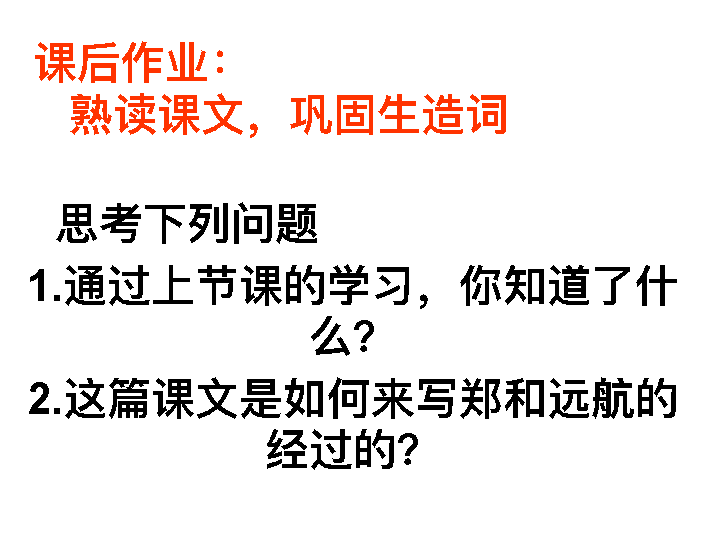 课后作业：
熟读课文，巩固生造词
思考下列问题
1.通过上节课的学习，你知道了什
么？
2.这篇课文是如何来写郑和远航的
经过的？